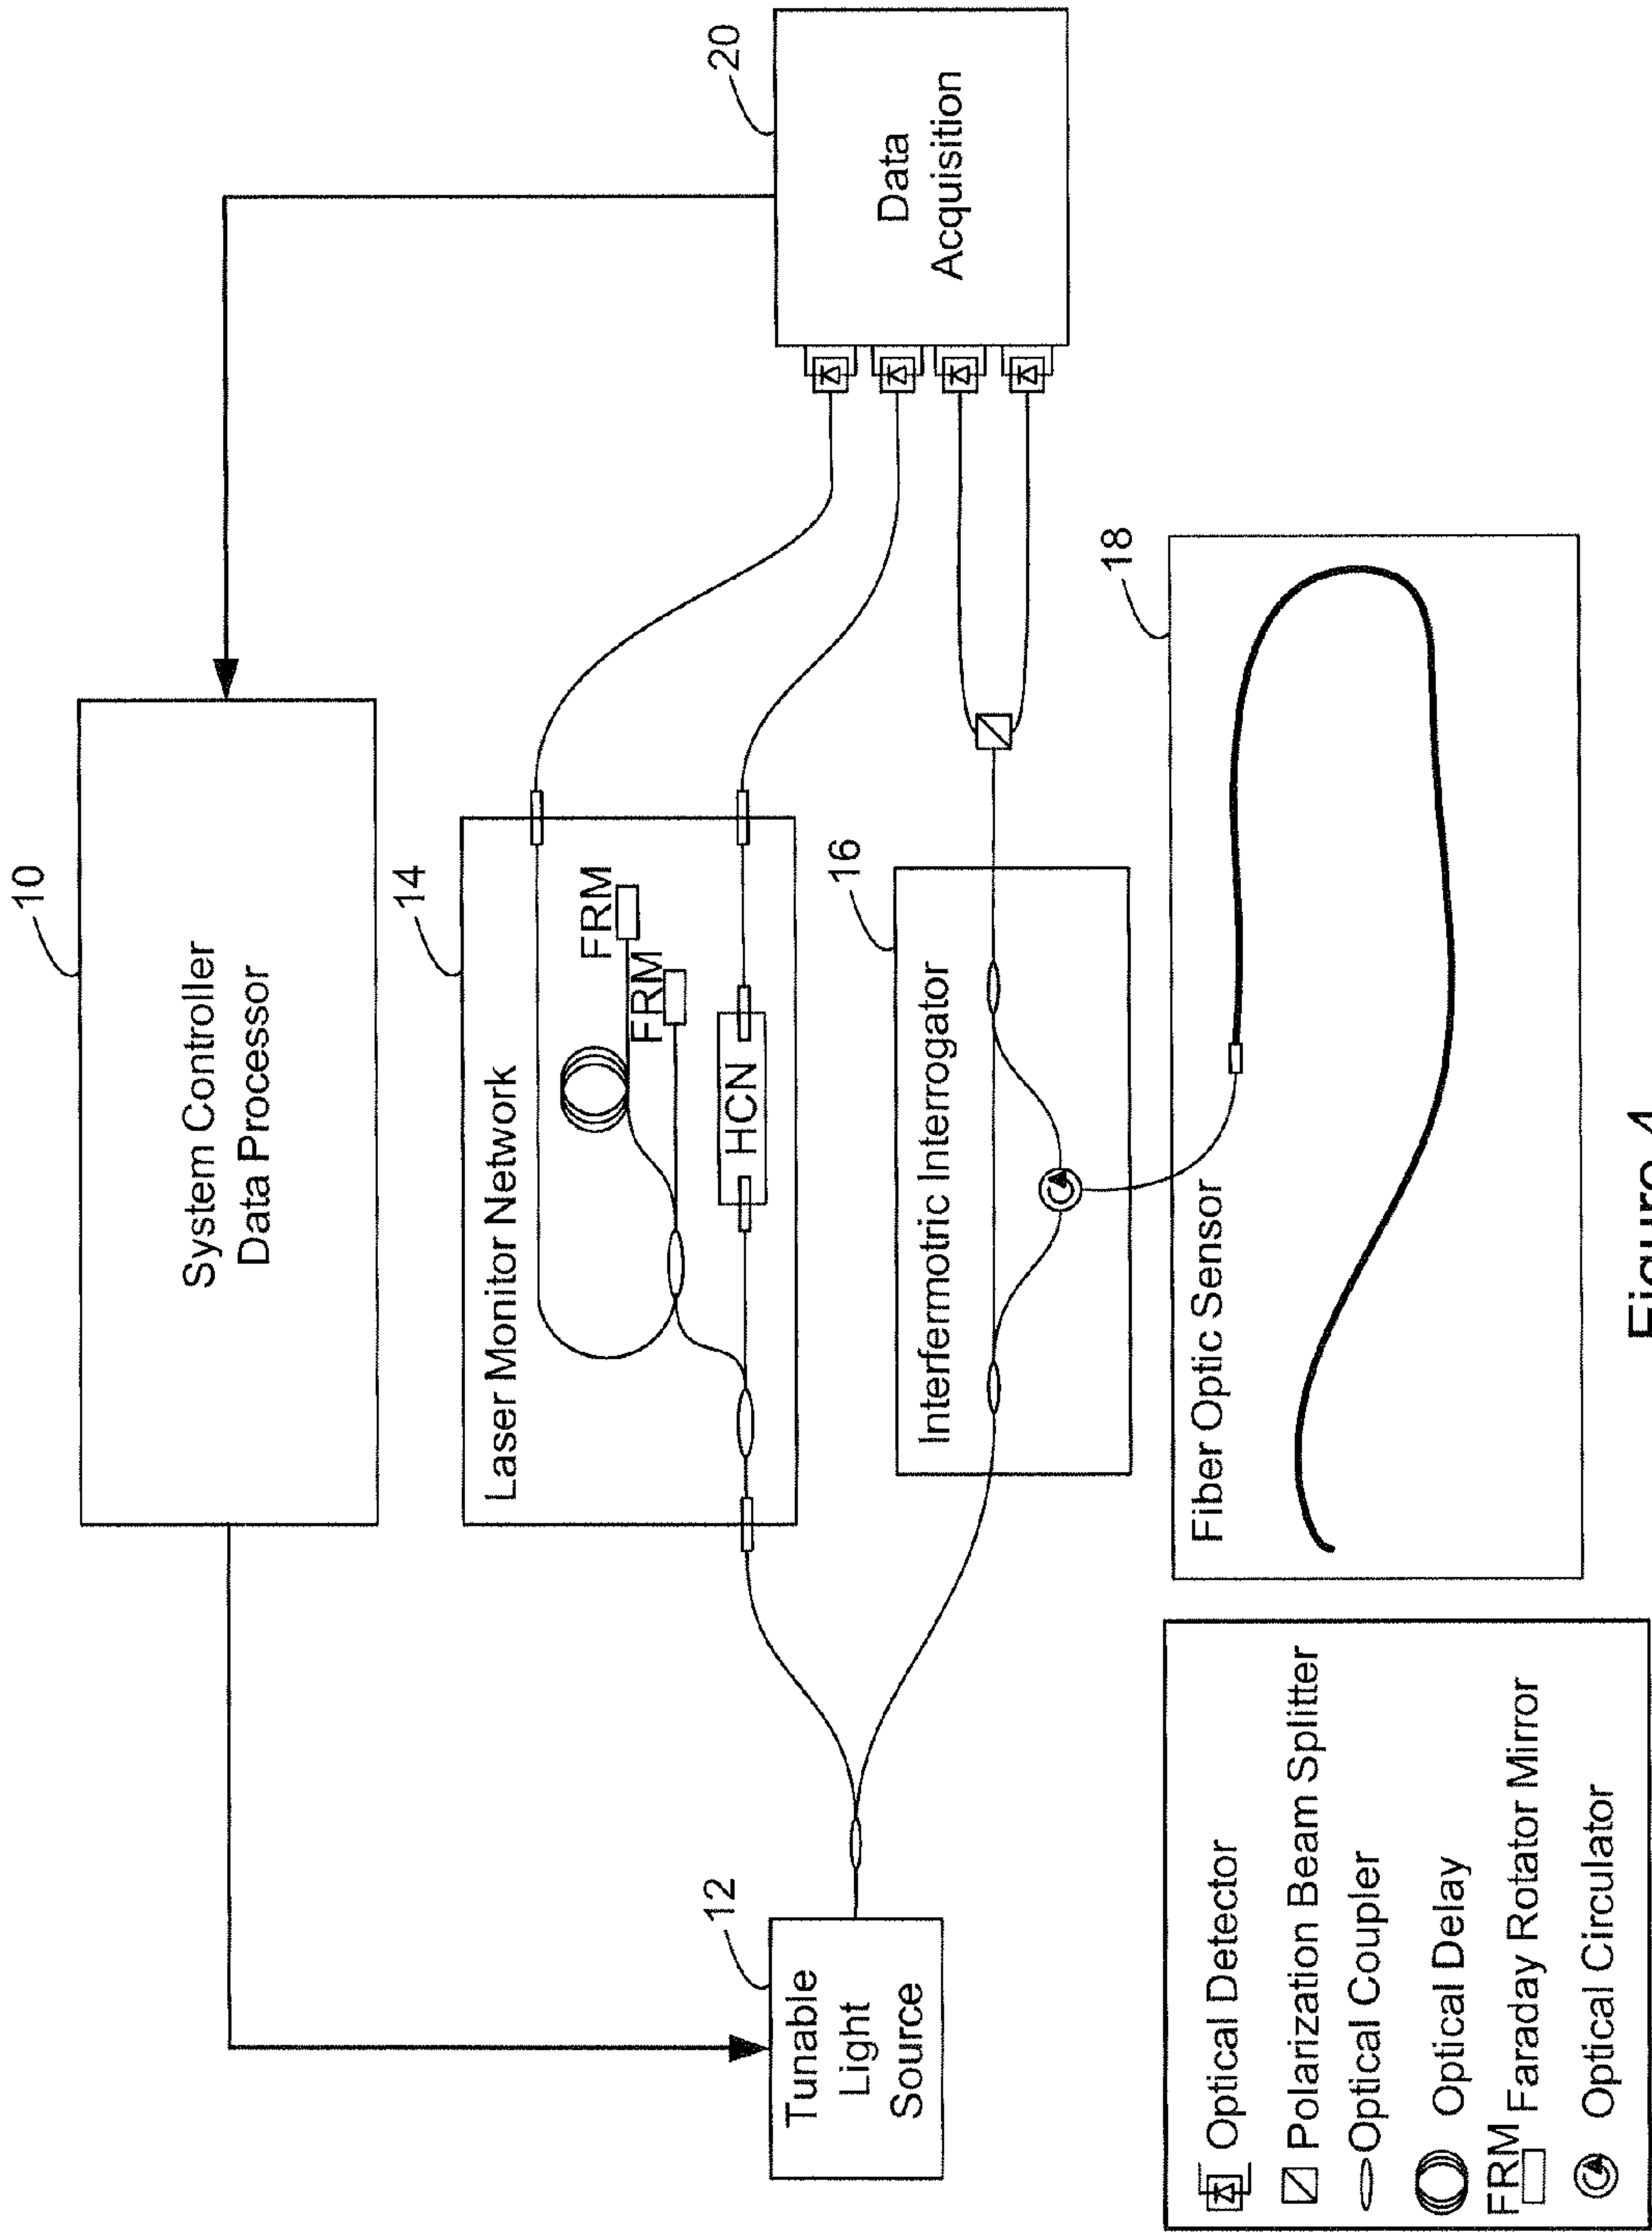 10
System Controller
Data Processor
14
Laser Monitor Network
FRM
FRM
HCN
12
Tunable
Light
Source
20
Data
Acquisition
16
Interfermotric Interrogator
18
Fiber Optic Sensor
Optical Detector
Polarization Beam Splitter
Optical Coupler
Optical Delay
FRM
Faraday Rotator Mirror
Optical Circulator
Figure 4